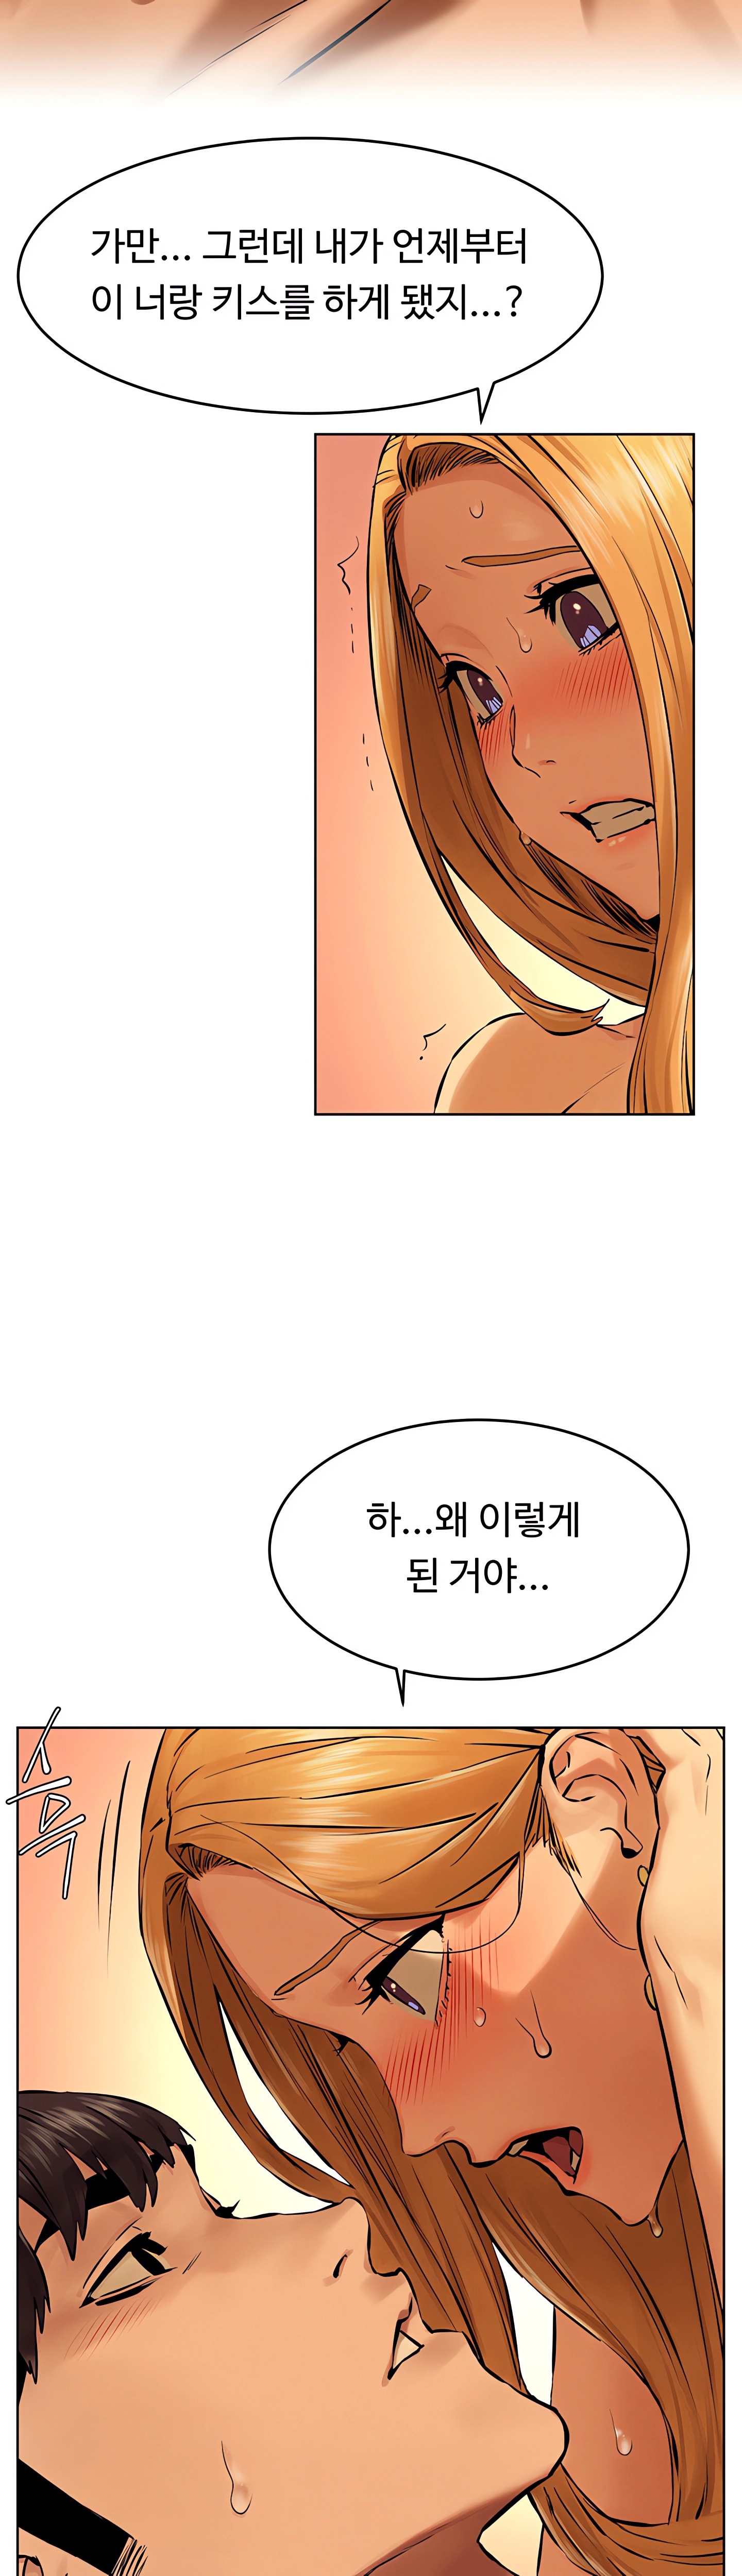 가만... 그런데 내가 언제부터
이 너랑 키스를 하게 됐지...?
하...왜 이렇게
된 거야...
스윽